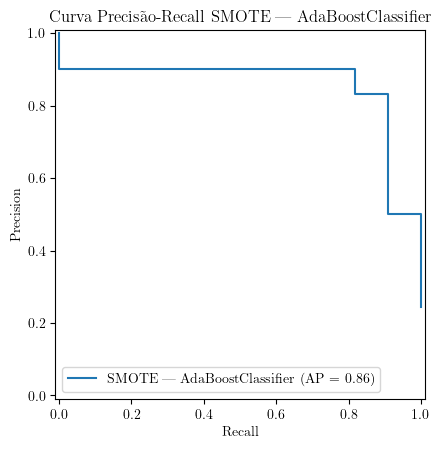 Curva Precisão-Recall SMOTE — AdaBoostClassifier
1.0
0.8
0.6
0.4
0.2
0.0
Precision
SMOTE — AdaBoostClassifier (AP = 0.86)
0.0 0.2 0.4 0.6 0.8 1.0
Recall